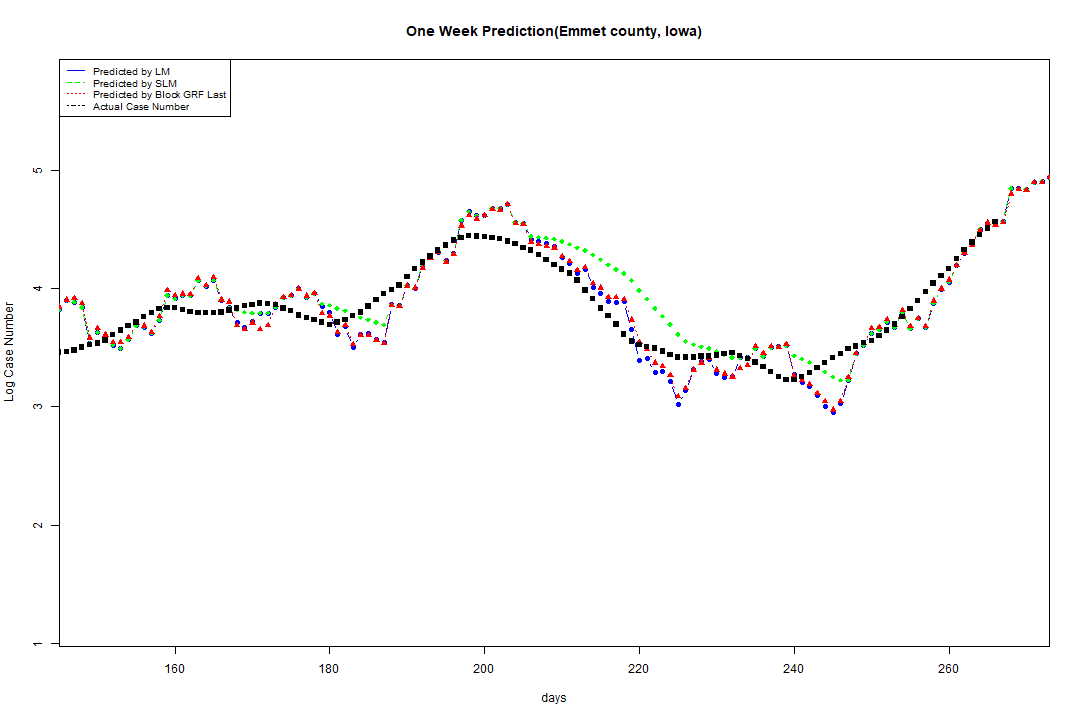 One Week Prediction(Emmet county, Iowa)
Predicted by LM
Predicted by SLM
Predicted by Block GRF Last
Actual Case Number
5
4
3
2
1
Log Case Number
160 180 200 220 240 260
days